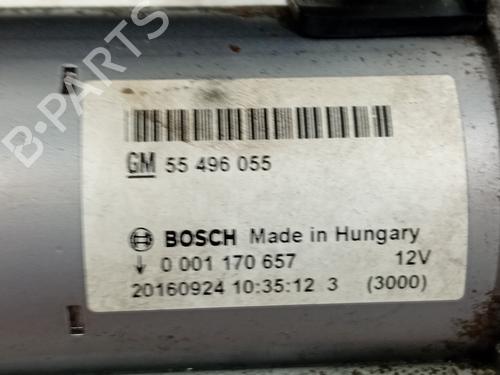 B-PARTS
GM 55 496 055
BOSCH Made in Hungary
0 001 170 657 12V
20160924 10:35:12 3 (3000)